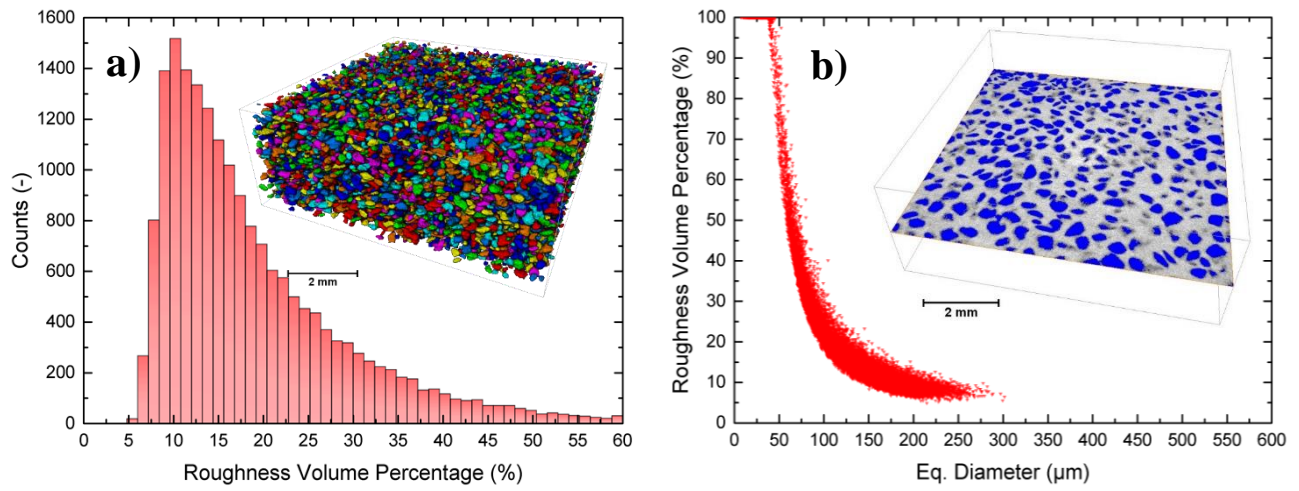 a)
1600
1400
1200
1000
800
600
400
200
0
Counts (-)
0 5 10 15 20 25 30 35 40 45 50 55 60
Roughness Volume Percentage (%)
2 mm
b)
100
90
80
70
60
50
40
30
20
10
0
Roughness Volume Percentage (%)
0 50 100 150 200 250 300 350 400 450 500 550 600
Eq. Diameter (μm)
2 mm